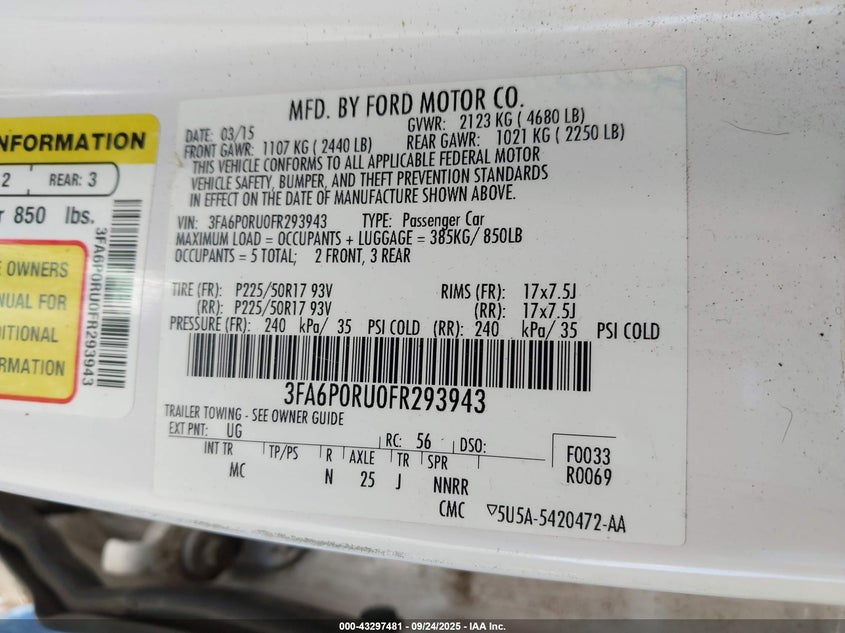 NFORMATION
2 REAR: 3
850 lbs.
E OWNERS
NUAL FOR
DITIONAL
ORMATION
3FA6P0RU0FR293943
MFD. BY FORD MOTOR CO.
DATE: 03/15 GVWR: 2123 KG ( 4680 LB)
FRONT GAWR: 1107 KG ( 2440 LB) REAR GAWR: 1021 KG ( 2250 LB)
THIS VEHICLE CONFORMS TO ALL APPLICABLE FEDERAL MOTOR
VEHICLE SAFETY, BUMPER, AND THEFT PREVENTION STANDARDS
IN EFFECT ON THE DATE OF MANUFACTURE SHOWN ABOVE.
VIN: 3FA6P0RU0FR293943 TYPE: Passenger Car
MAXIMUM LOAD = OCCUPANTS + LUGGAGE = 385KG/ 850LB
OCCUPANTS = 5 TOTAL; 2 FRONT, 3 REAR
TIRE (FR): P225/50R17 93V RIMS (FR): 17x7.5J
(RR): P225/50R17 93V (RR): 17x7.5J
PRESSURE (FR): 240 kPa/ 35 PSI COLD (RR): 240 kPa/ 35 PSI COLD
3FA6P0RU0FR293943
TRAILER TOWING - SEE OWNER GUIDE
EXT PNT: UG RC: 56 DSO: F0033
INT TR TP/PS R AXLE TR SPR R0069
MC N 25 J NNRR
CMC ▽5U5A-5420472-AA
000-43297481 - 09/24/2025 - IAA Inc.